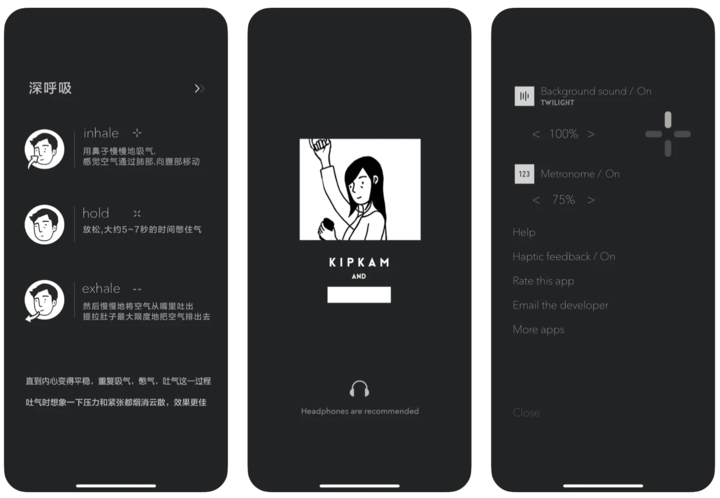 深呼吸
inhale
用鼻子慢慢地吸气.
感觉空气通过肺部.向腹部移动
hold
放松,大约5~7秒的时间憋住气
exhale
然后慢慢地将空气从嘴里吐出
提拉肚子最大限度地把空气排出去
直到内心变得平稳，重复吸气，憋气，吐气这一过程
吐气时想象一下压力和紧张都烟消云散，效果更佳
KIPKAM
AND
Headphones are recommended
Background sound / On
TWILIGHT
< 100% >
123
Metronome / On
< 75% >
Help
Haptic feedback / On
Rate this app
Email the developer
More apps
Close